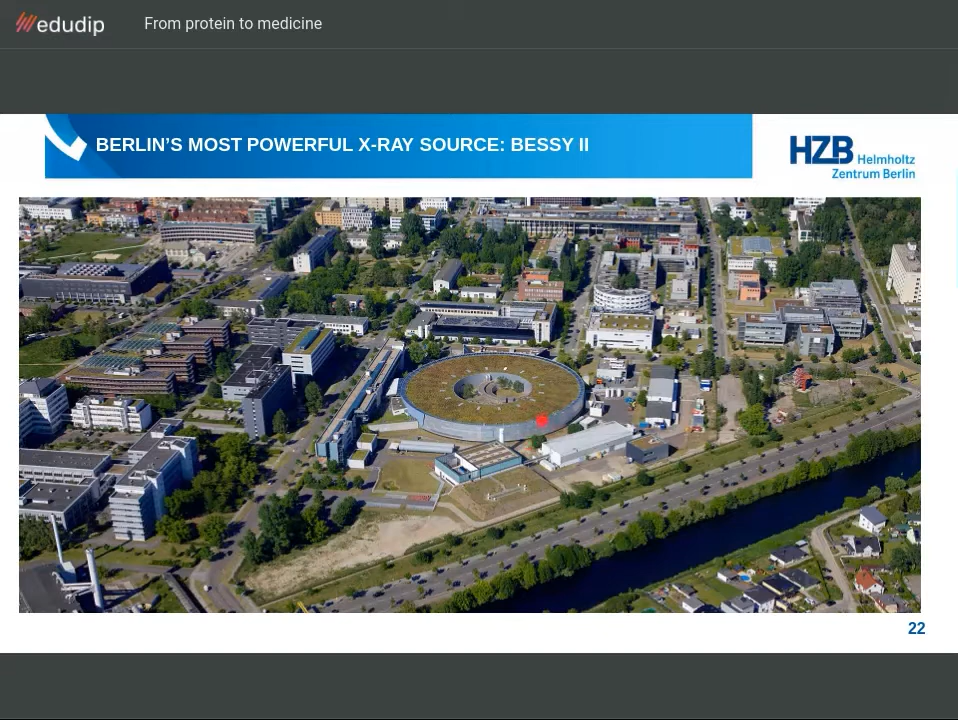 edudip
From protein to medicine
BERLIN'S MOST POWERFUL X-RAY SOURCE: BESSY II
HZB Helmholtz
Zentrum Berlin
22